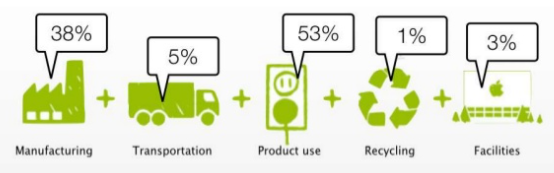 38%
5%
53%
1%
3%
+ + + +
Manufacturing Transportation Product use Recycling Facilities